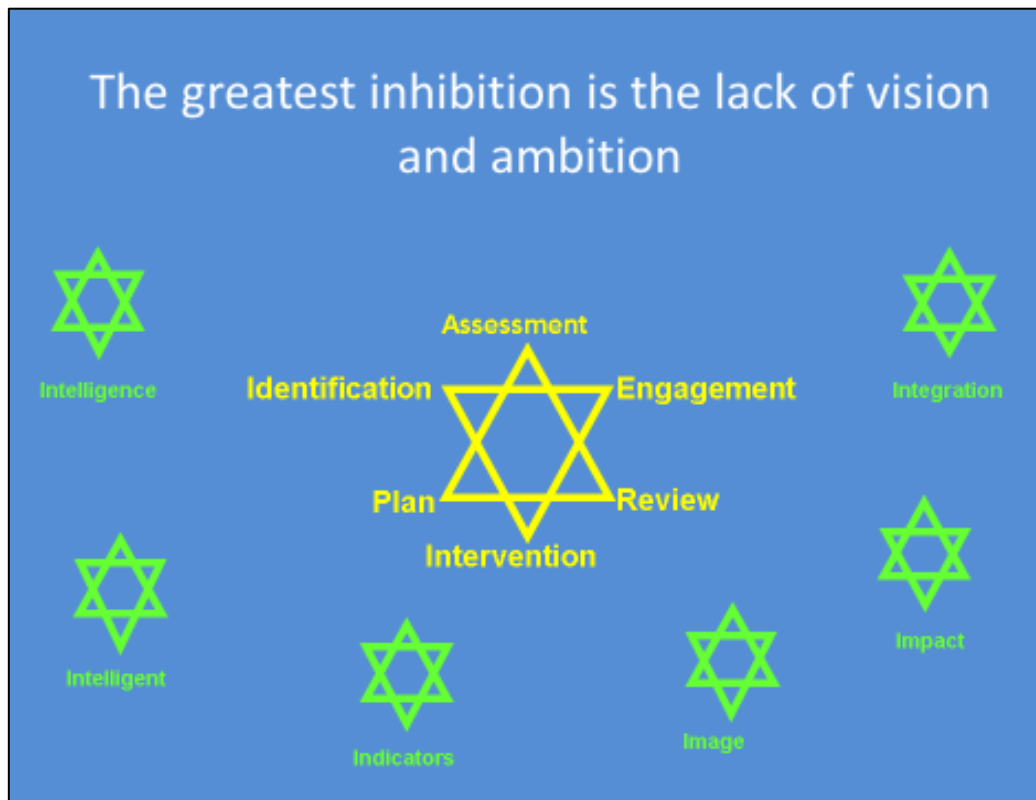 The greatest inhibition is the lack of vision
and ambition
Assessment
Intelligence
Identification
Engagement
Integration
Plan
Review
Intervention
Intelligent
Impact
Indicators
Image